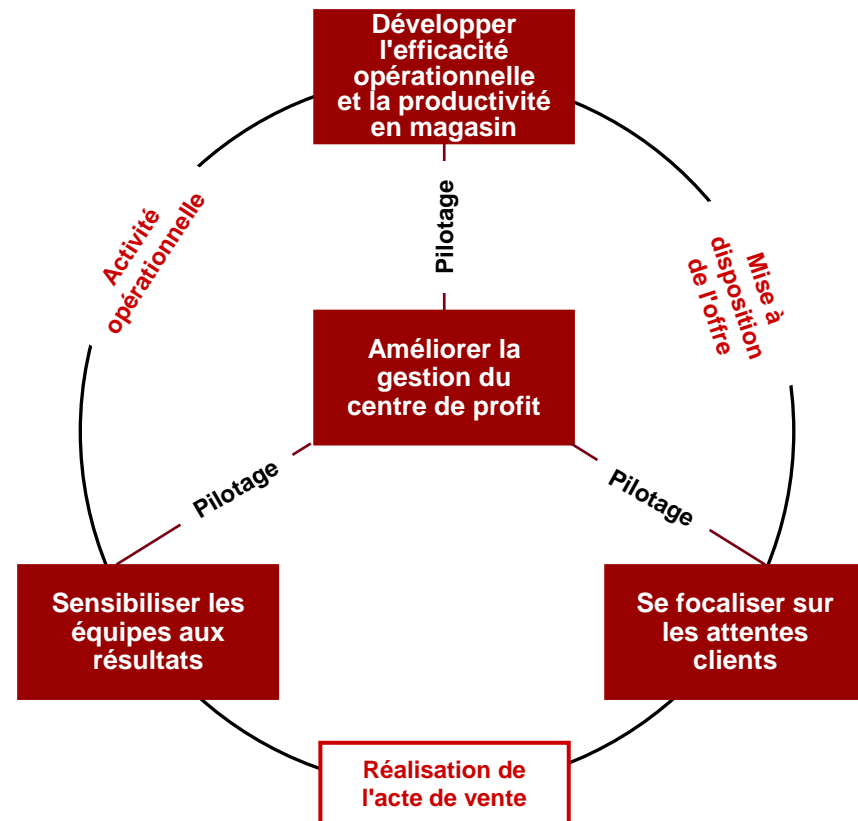 Développer
l'efficacité
opérationnelle
et la productivité
en magasin
Activité
opérationnelle
Pilotage
Mise à
disposition
de l'offre
Améliorer la
gestion du
centre de profit
Pilotage
Pilotage
Sensibiliser les
équipes aux
résultats
Se focaliser sur
les attentes
clients
Réalisation de
l'acte de vente